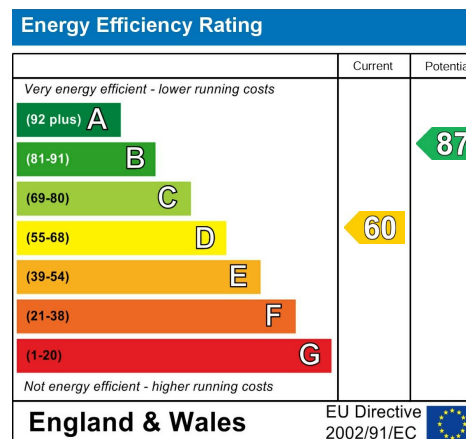 Energy Efficiency Rating
Current Potentia
Very energy efficient - lower running costs
(92 plus) A
(81-91) B
87
(69-80) C
(55-68) D
60
(39-54) E
(21-38) F
(1-20) G
Not energy efficient - higher running costs
England & Wales
EU Directive
2002/91/EC